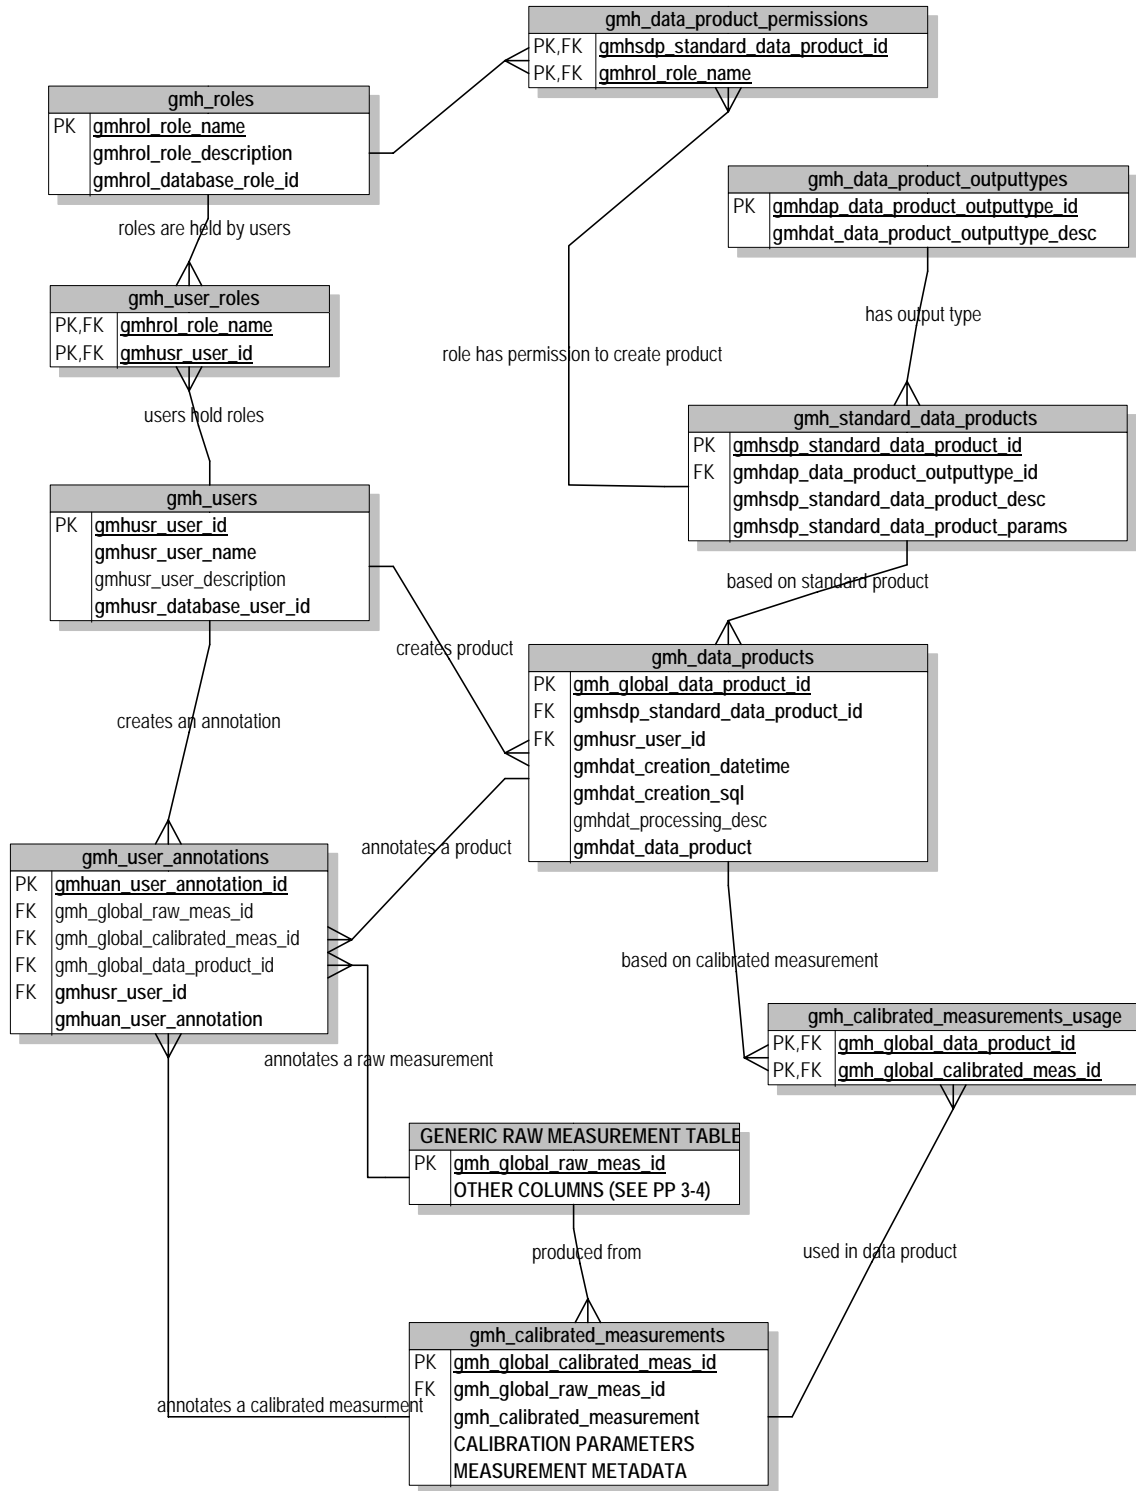 gmh_data_product_permissions
PK,FK gmhsdp_standard_data_product_id
PK,FK gmhrol_role_name
gmh_roles
PK gmhrol_role_name
gmhrol_role_description
gmhrol_database_role_id
gmh_data_product_outputtypes
PK gmhdap_data_product_outputtype_id
gmhdat_data_product_outputtype_desc
roles are held by users
gmh_user_roles
PK,FK gmhrol_role_name
PK,FK gmhusr_user_id
has output type
role has permission to create product
users hold roles
gmh_standard_data_products
PK gmhsdp_standard_data_product_id
FK gmhdap_data_product_outputtype_id
gmhsdp_standard_data_product_desc
gmhsdp_standard_data_product_params
gmh_users
PK gmhusr_user_id
gmhusr_user_name
gmhusr_user_description
gmhusr_database_user_id
based on standard product
creates product
gmh_data_products
PK gmh_global_data_product_id
FK gmhsdp_standard_data_product_id
FK gmhusr_user_id
gmhdat_creation_datetime
gmhdat_creation_sql
gmhdat_processing_desc
gmhdat_data_product
creates an annotation
annotates a product
gmh_user_annotations
PK gmhuan_user_annotation_id
FK gmh_global_raw_meas_id
FK gmh_global_calibrated_meas_id
FK gmh_global_data_product_id
FK gmhusr_user_id
gmhuan_user_annotation
based on calibrated measurement
gmh_calibrated_measurements_usage
PK,FK gmh_global_data_product_id
PK,FK gmh_global_calibrated_meas_id
annotates a raw measurement
GENERIC RAW MEASUREMENT TABLE
PK gmh_global_raw_meas_id
OTHER COLUMNS (SEE PP 3-4)
produced from
used in data product
gmh_calibrated_measurements
PK gmh_global_calibrated_meas_id
FK gmh_global_raw_meas_id
gmh_calibrated_measurement
CALIBRATION PARAMETERS
MEASUREMENT METADATA
annotates a calibrated measurment